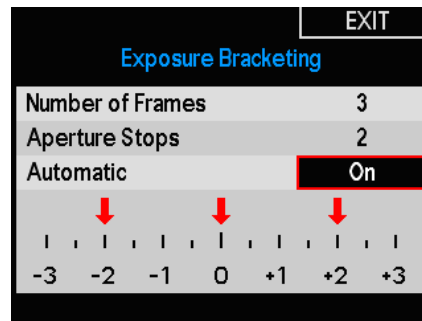 EXIT
Exposure Bracketing
Number of Frames 3
Aperture Stops 2
Automatic On
-3 -2 -1 0 +1 +2 +3